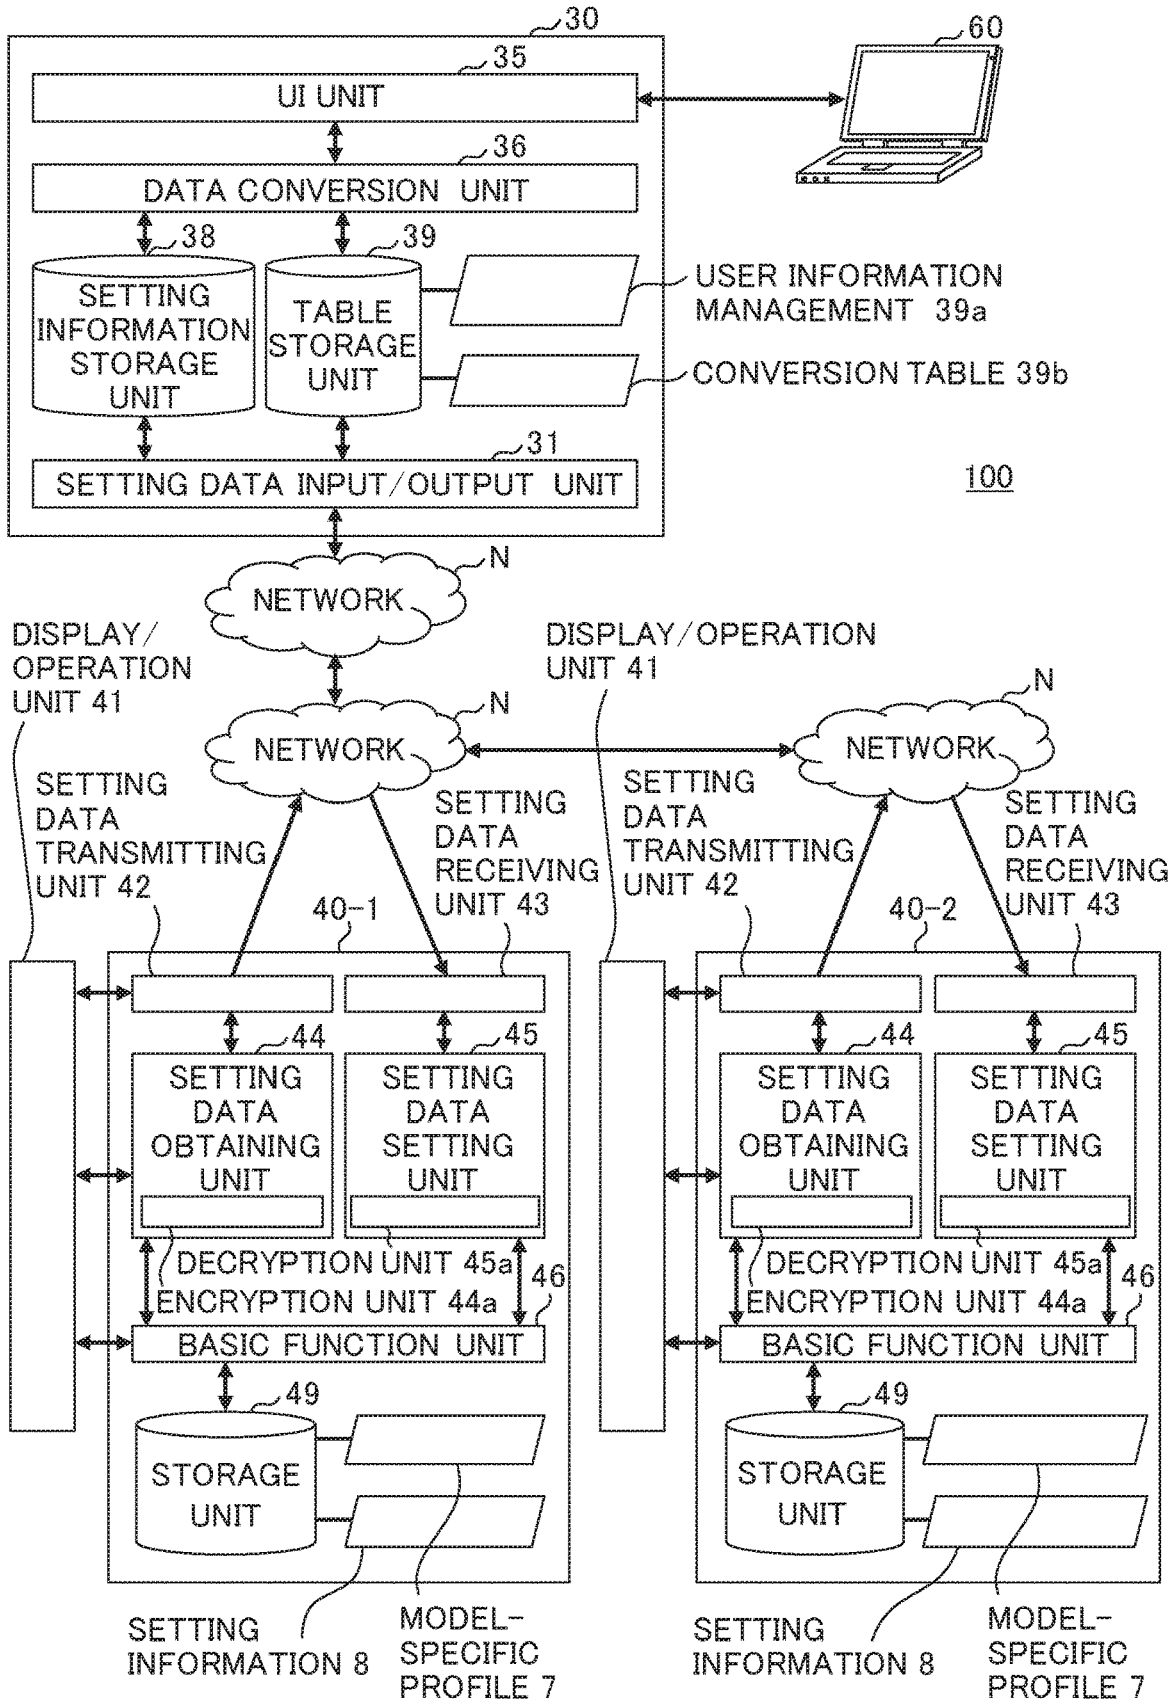 30
60
35
UI UNIT
36
DATA CONVERSION UNIT
38
39
SETTING
INFORMATION
STORAGE
UNIT
TABLE
STORAGE
UNIT
USER INFORMATION
MANAGEMENT 39a
CONVERSION TABLE 39b
31
SETTING DATA INPUT/OUTPUT UNIT
100
N
NETWORK
DISPLAY/
OPERATION
UNIT 41
DISPLAY/OPERATION
UNIT 41
N
NETWORK
N
NETWORK
SETTING
DATA
TRANSMITTING
UNIT 42
SETTING
DATA
RECEIVING
UNIT 43
SETTING
DATA
TRANSMITTING
UNIT 42
SETTING
DATA
RECEIVING
UNIT 43
40-1
40-2
44
SETTING
DATA
OBTAINING
UNIT
45
SETTING
DATA
SETTING
UNIT
44
SETTING
DATA
OBTAINING
UNIT
45
SETTING
DATA
SETTING
UNIT
DECRYPTION UNIT 45a
ENCRYPTION UNIT 44a
46
BASIC FUNCTION UNIT
DECRYPTION UNIT 45a
ENCRYPTION UNIT 44a
46
BASIC FUNCTION UNIT
49
STORAGE
UNIT
49
STORAGE
UNIT
SETTING
INFORMATION 8
MODEL-
SPECIFIC
PROFILE 7
SETTING
INFORMATION 8
MODEL-
SPECIFIC
PROFILE 7